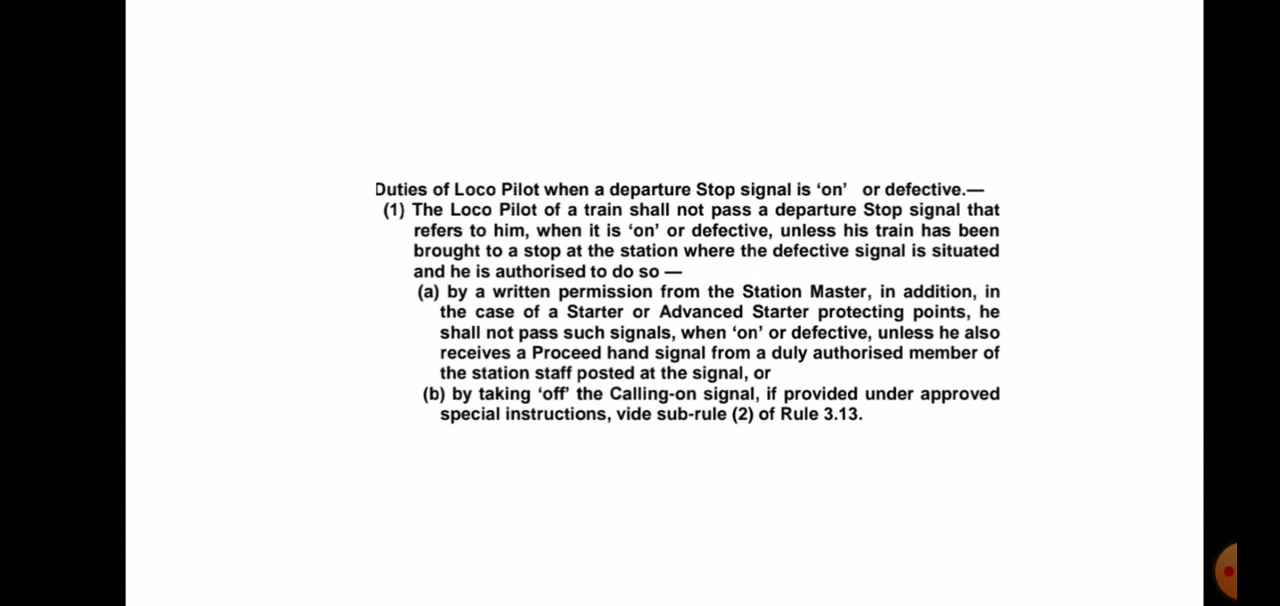 Duties of Loco Pilot when a departure Stop signal is ‘on’ or defective.—
(1) The Loco Pilot of a train shall not pass a departure Stop signal that
refers to him, when it is ‘on’ or defective, unless his train has been
brought to a stop at the station where the defective signal is situated
and he is authorised to do so —
(a) by a written permission from the Station Master, in addition, in
the case of a Starter or Advanced Starter protecting points, he
shall not pass such signals, when ‘on’ or defective, unless he also
receives a Proceed hand signal from a duly authorised member of
the station staff posted at the signal, or
(b) by taking ‘off’ the Calling-on signal, if provided under approved
special instructions, vide sub-rule (2) of Rule 3.13.